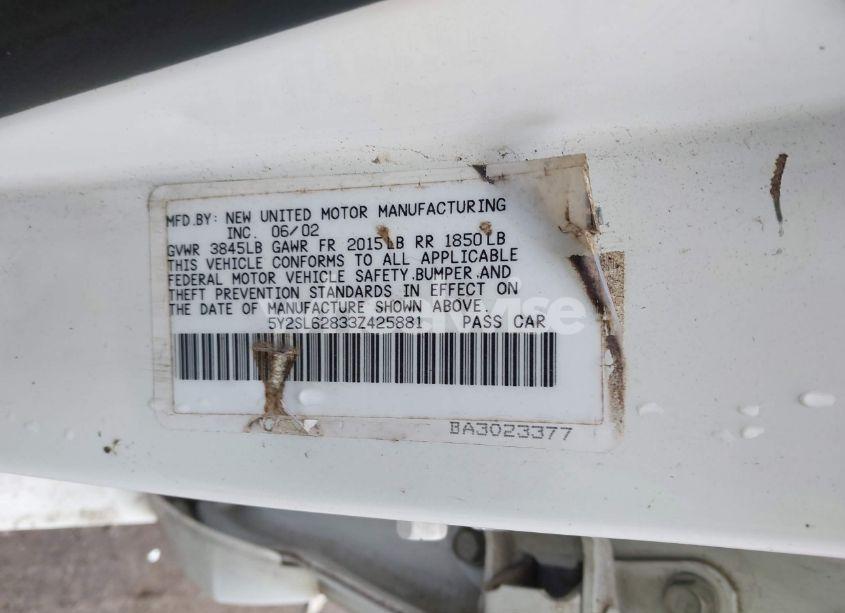 MFD.BY: NEW UNITED MOTOR MANUFACTURING
INC. 06/02
GVWR 3845LB GAWR FR 2015LB RR 1850LB
THIS VEHICLE CONFORMS TO ALL APPLICABLE
FEDERAL MOTOR VEHICLE SAFETY,BUMPER,AND
THEFT PREVENTION STANDARDS IN EFFECT ON
THE DATE OF MANUFACTURE SHOWN ABOVE.
5Y2SL62833Z425881 PASS CAR
BA3023377